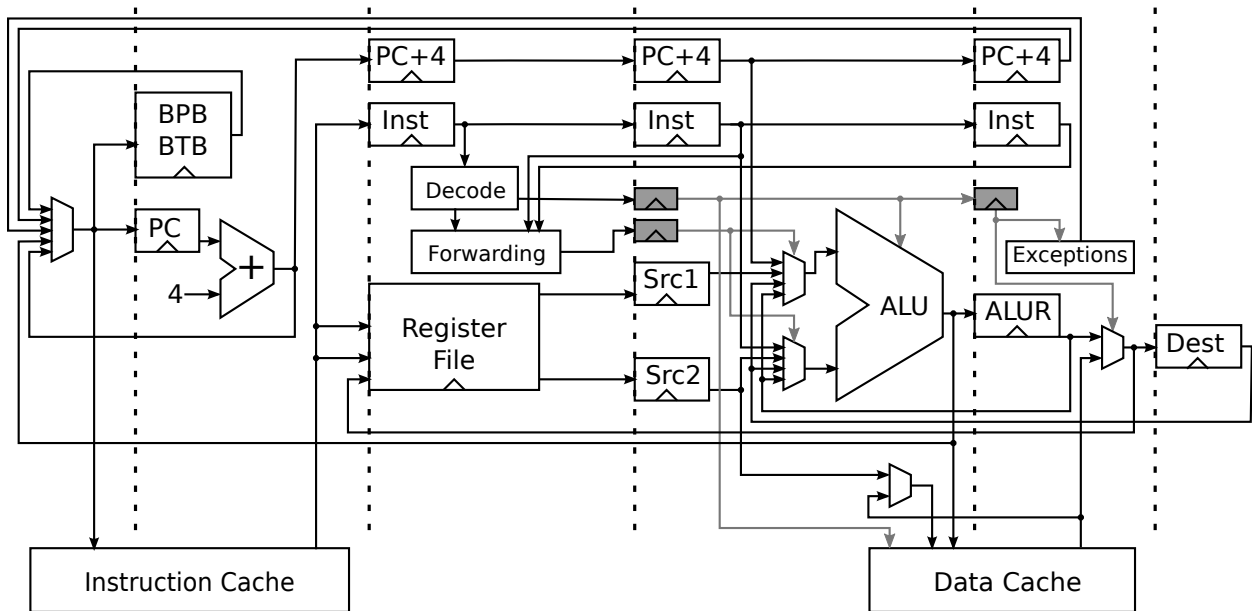 PC+4
PC+4
PC+4
BPB
BTB
Inst
Inst
Inst
Decode
PC
Forwarding
Exceptions
+
4
Src1
ALU
ALUR
Register
File
Src2
Dest
Instruction Cache
Data Cache